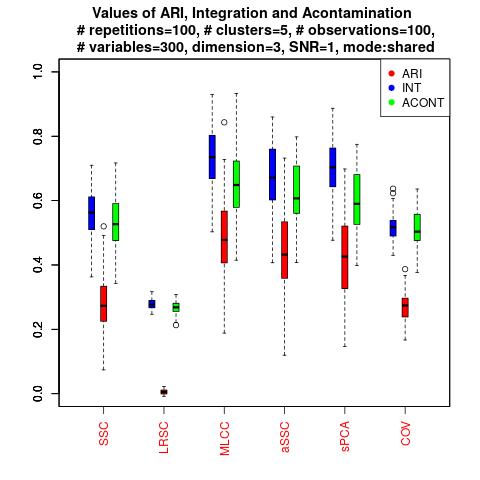 Values of ARI, Integration and Acontamination
# repetitions=100, # clusters=5, # observations=100,
# variables=300, dimension=3, SNR=1, mode:shared
ARI
INT
ACONT
1.0
0.8
0.6
0.4
0.2
0.0
SSC
LRSC
MLCC
aSSC
sPCA
COV